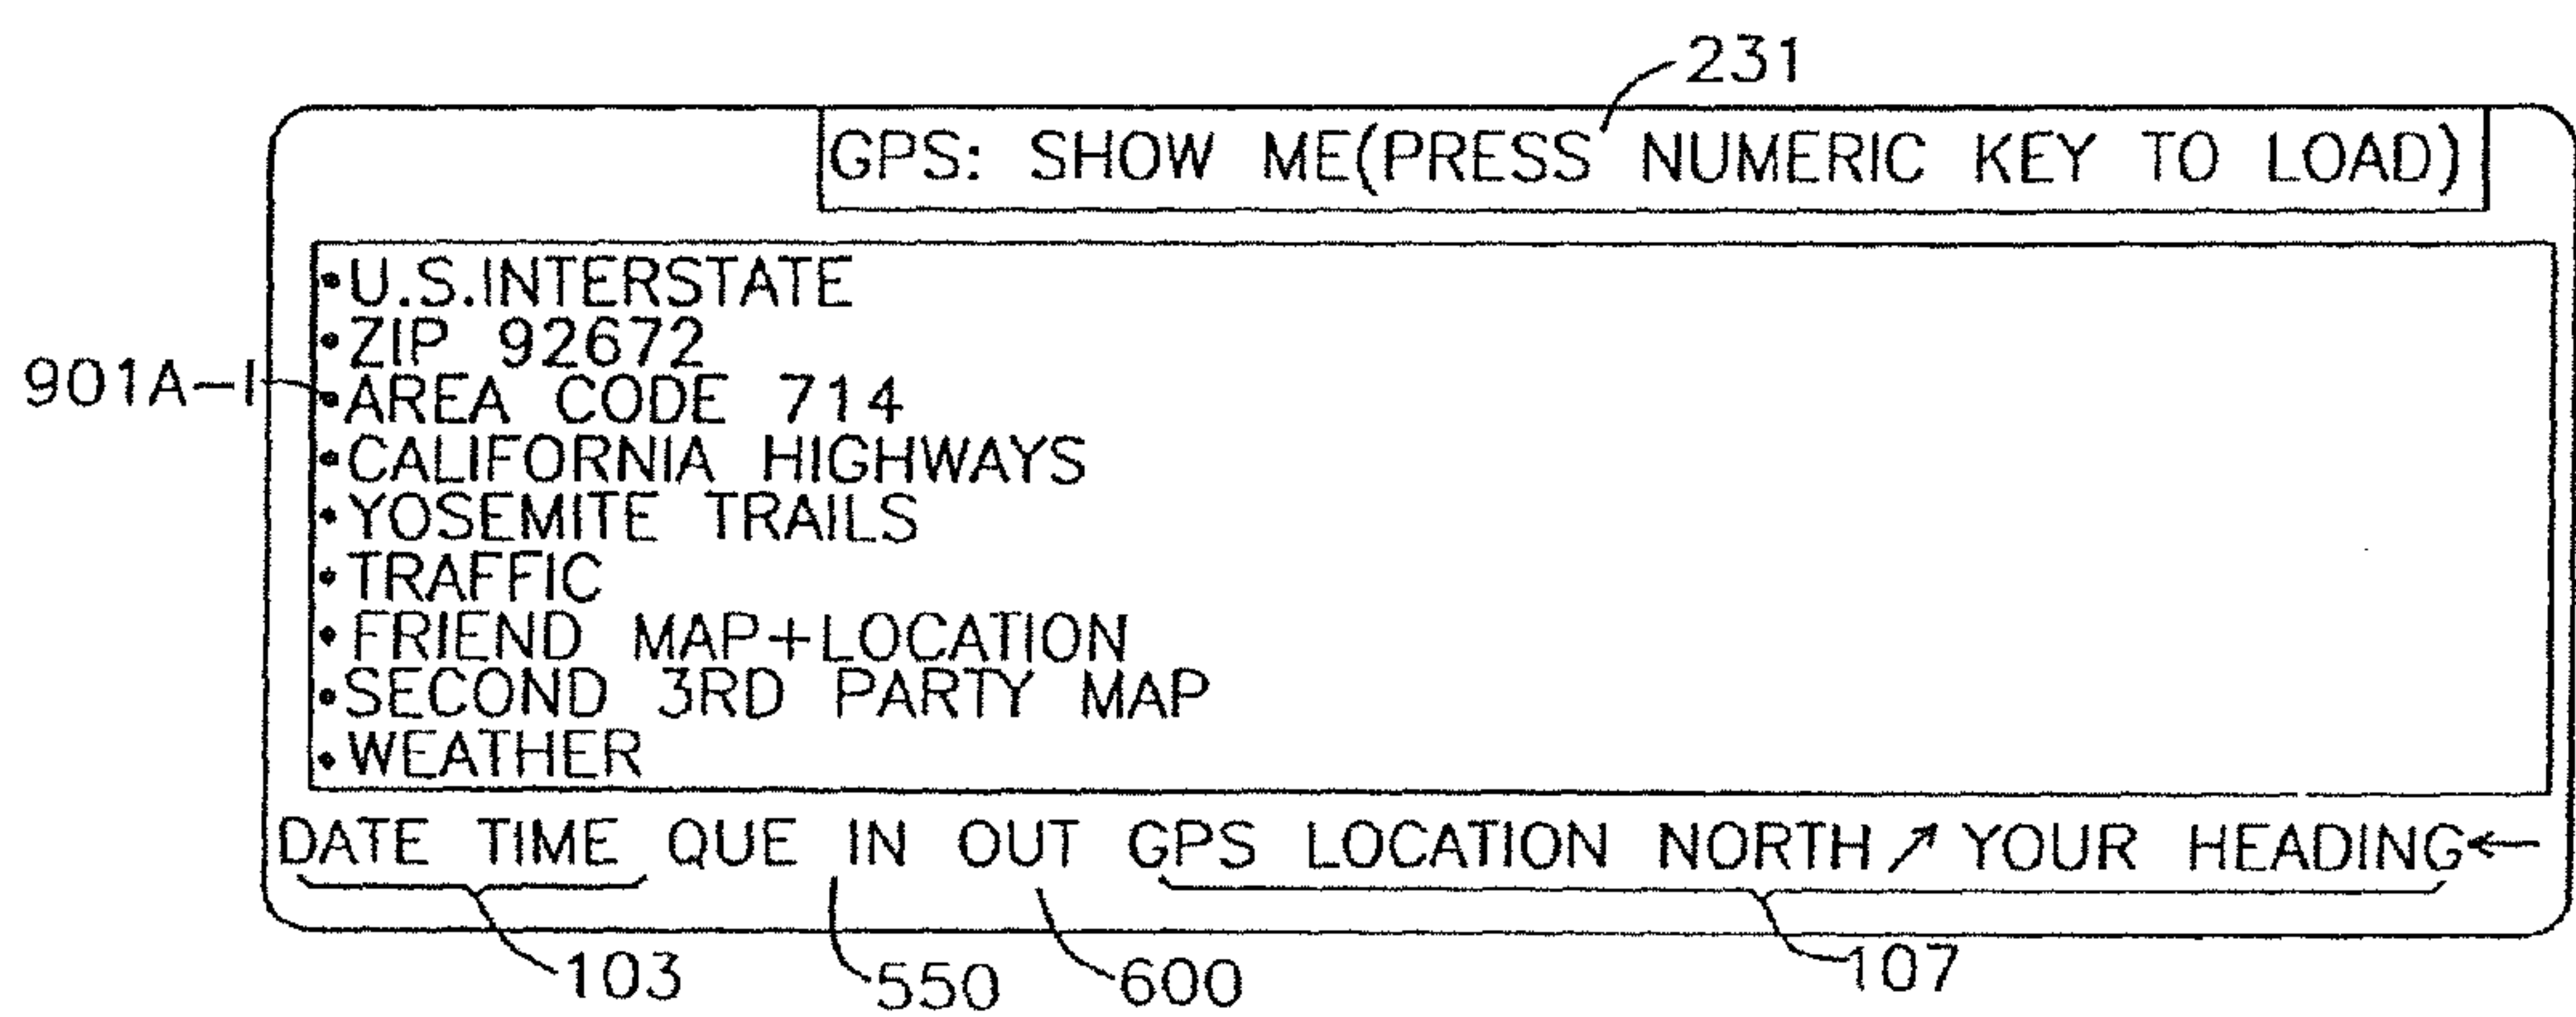 231
GPS: SHOW ME(PRESS NUMERIC KEY TO LOAD)
•U.S.INTERSTATE
•ZIP 92672
901A-I •AREA CODE 714
•CALIFORNIA HIGHWAYS
•YOSEMITE TRAILS
•TRAFFIC
•FRIEND MAP+LOCATION
•SECOND 3RD PARTY MAP
•WEATHER
DATE TIME QUE IN OUT GPS LOCATION NORTH↗YOUR HEADING←
103 550 600 107